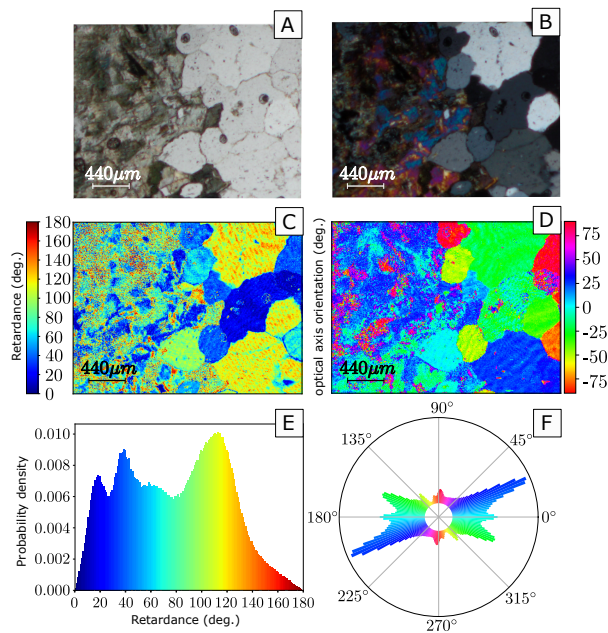 A
440μm
B
440μm
C
180
160
140
120
100
80
60
40
20
0
Retardance (deg.)
440μm
D
75
50
25
0
-25
-50
-75
optical axis orientation (deg.)
440μm
E
0.010
0.008
0.006
0.004
0.002
0.000
Probability density
0 20 40 60 80 100 120 140 160 180
Retardance (deg.)
F
90°
135° 45°
180° 0°
225° 315°
270°